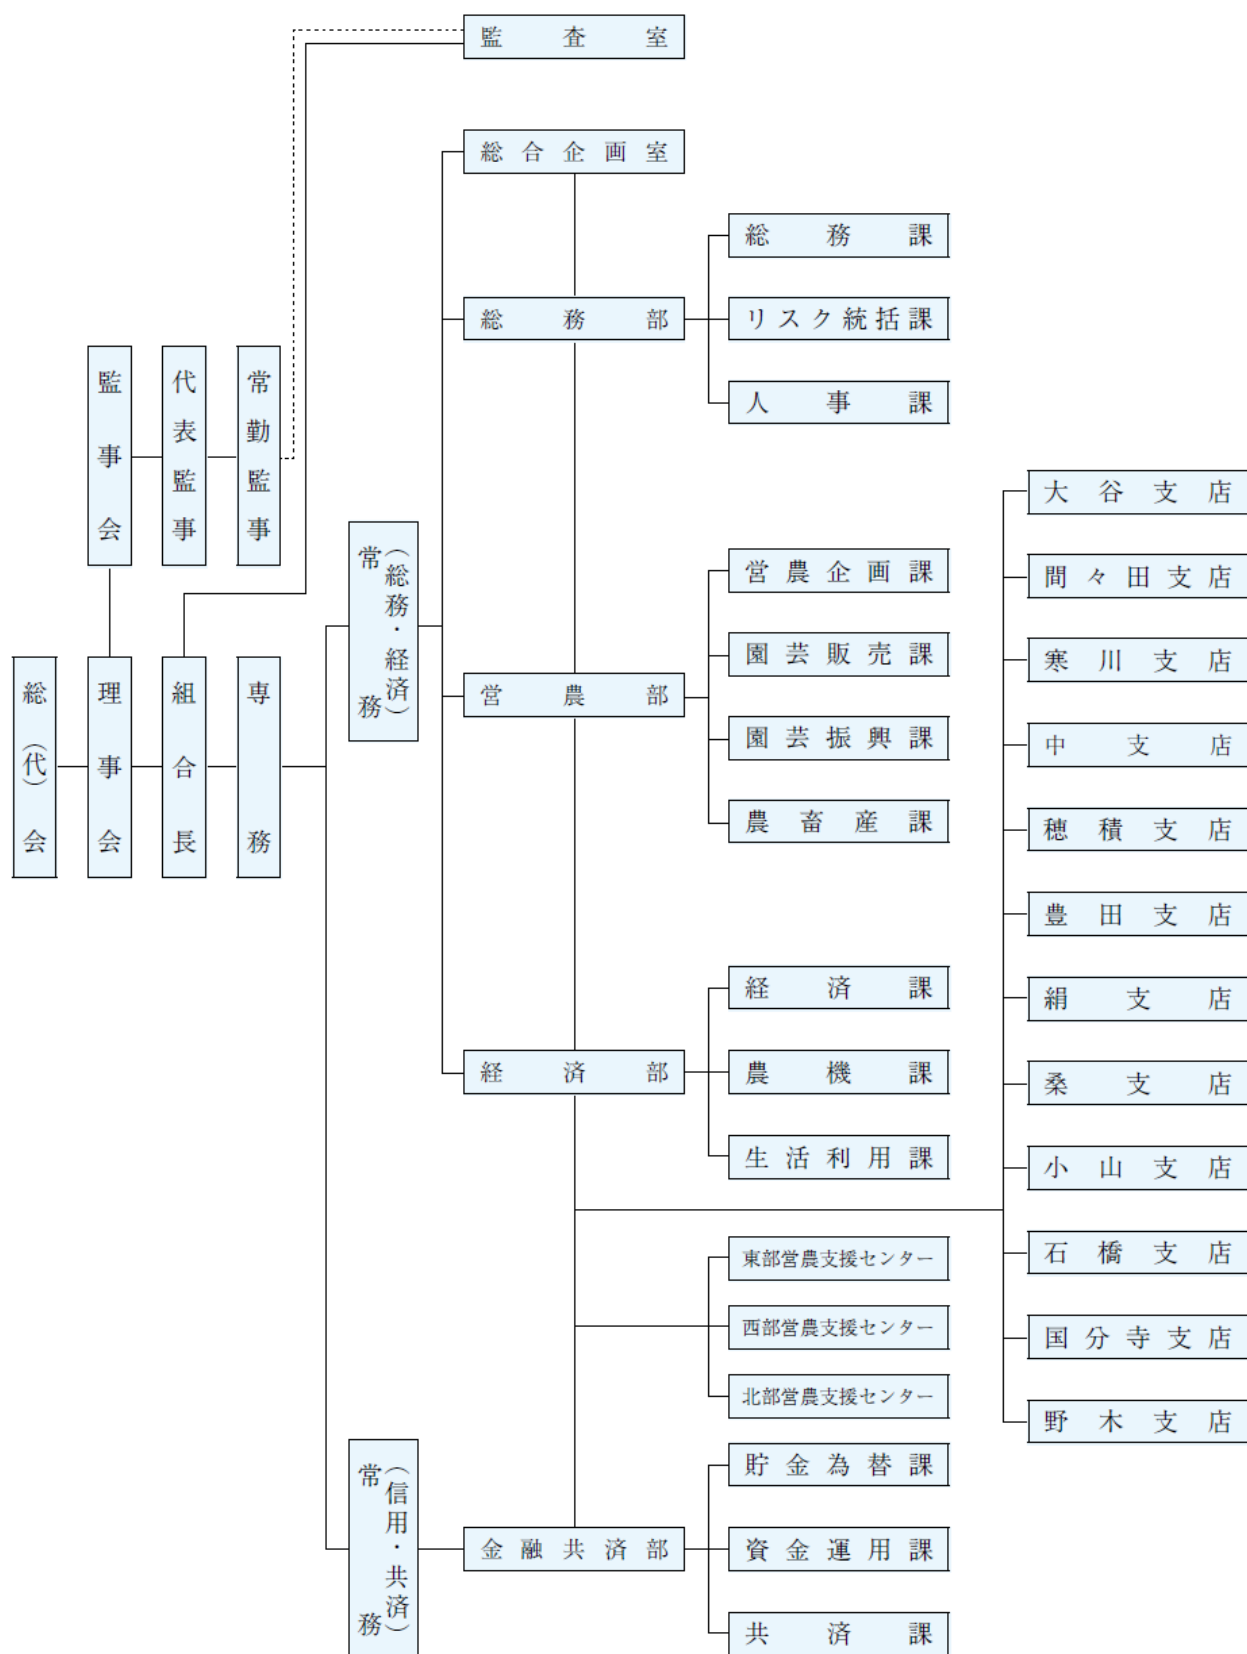 監査室
総合企画室
総務部
総務課
リスク統括課
人事課
監事会
代表監事
常勤監事
総(代)会
理事会
組合長
専務
常務
(総務・経済)
営農部
営農企画課
園芸販売課
園芸振興課
農畜産課
経済部
経済課
農機課
生活利用課
東部営農支援センター
西部営農支援センター
北部営農支援センター
常務
(信用・共済)
金融共済部
貯金為替課
資金運用課
共済課
大谷支店
間々田支店
寒川支店
中支店
穂積支店
豊田支店
絹支店
桑支店
小山支店
石橋支店
国分寺支店
野木支店